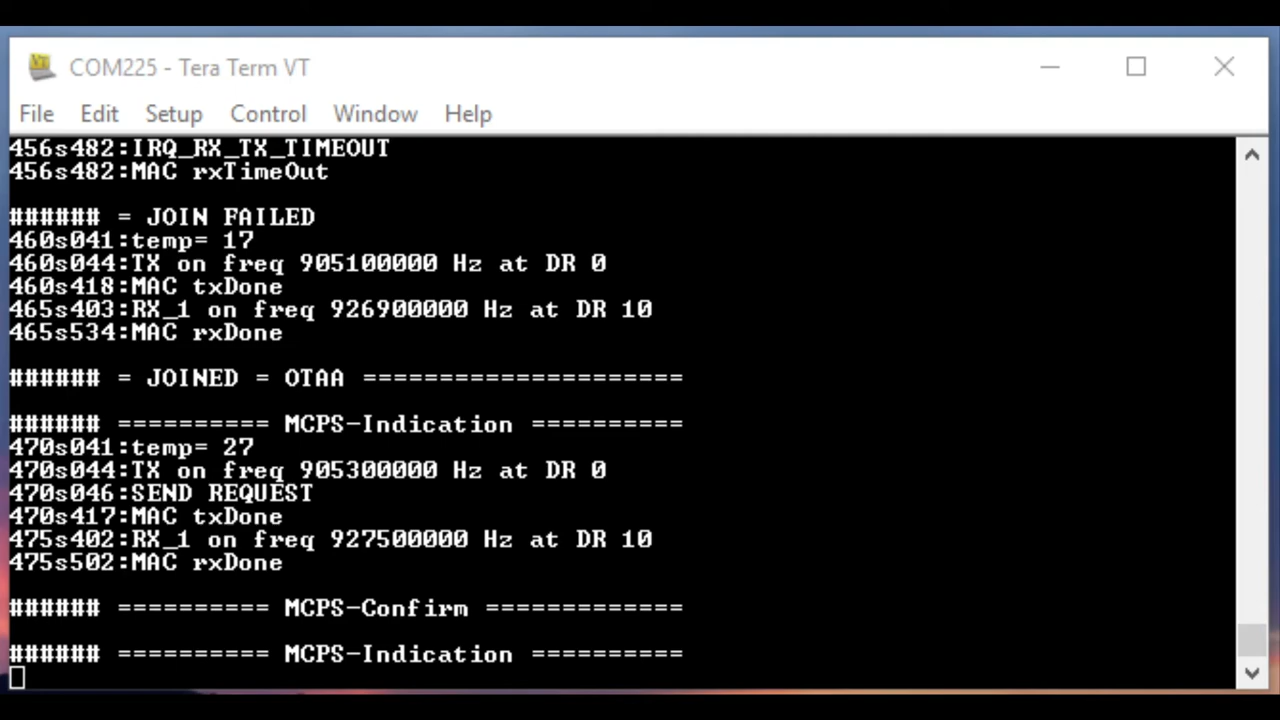 COM225 - Tera Term VT
File Edit Setup Control Window Help
456s482:IRQ_RX_TX_TIMEOUT
456s482:MAC rxTimeOut
###### = JOIN FAILED
460s041:temp= 17
460s044:TX on freq 905100000 Hz at DR 0
460s418:MAC txDone
465s403:RX_1 on freq 926900000 Hz at DR 10
465s534:MAC rxDone
###### = JOINED = OTAA =====================
###### ========== MCPS-Indication ==========
470s041:temp= 27
470s044:TX on freq 905300000 Hz at DR 0
470s046:SEND REQUEST
470s417:MAC txDone
475s402:RX_1 on freq 927500000 Hz at DR 10
475s502:MAC rxDone
###### ========== MCPS-Confirm =============
###### ========== MCPS-Indication ==========